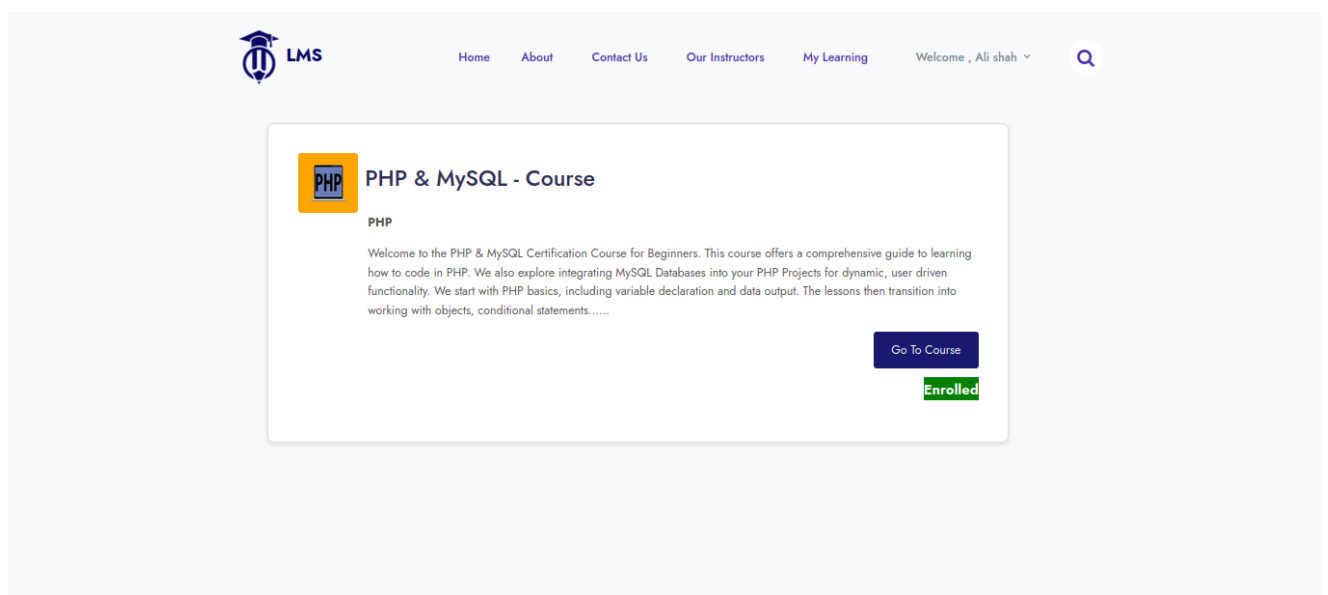 LMS
Home About Contact Us Our Instructors My Learning Welcome , Ali shah
PHP
PHP & MySQL - Course
PHP
Welcome to the PHP & MySQL Certification Course for Beginners. This course offers a comprehensive guide to learning
how to code in PHP. We also explore integrating MySQL Databases into your PHP Projects for dynamic, user driven
functionality. We start with PHP basics, including variable declaration and data output. The lessons then transition into
working with objects, conditional statements......
Go To Course
Enrolled